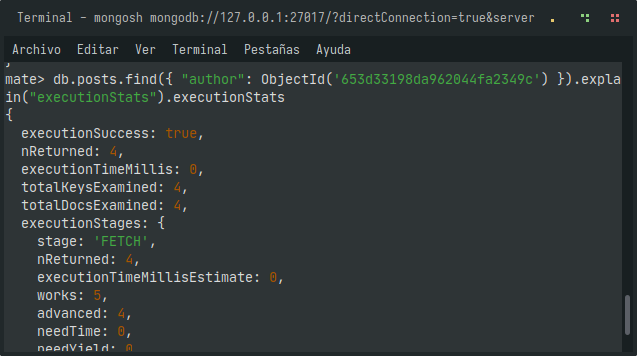 Terminal - mongosh mongodb://127.0.0.1:27017/?directConnection=true&server
Archivo Editar Ver Terminal Pestañas Ayuda
}
mate> db.posts.find({ "author": ObjectId('653d33198da962044fa2349c') }).expla
in("executionStats").executionStats
{
  executionSuccess: true,
  nReturned: 4,
  executionTimeMillis: 0,
  totalKeysExamined: 4,
  totalDocsExamined: 4,
  executionStages: {
    stage: 'FETCH',
    nReturned: 4,
    executionTimeMillisEstimate: 0,
    works: 5,
    advanced: 4,
    needTime: 0,
    needYield: 0